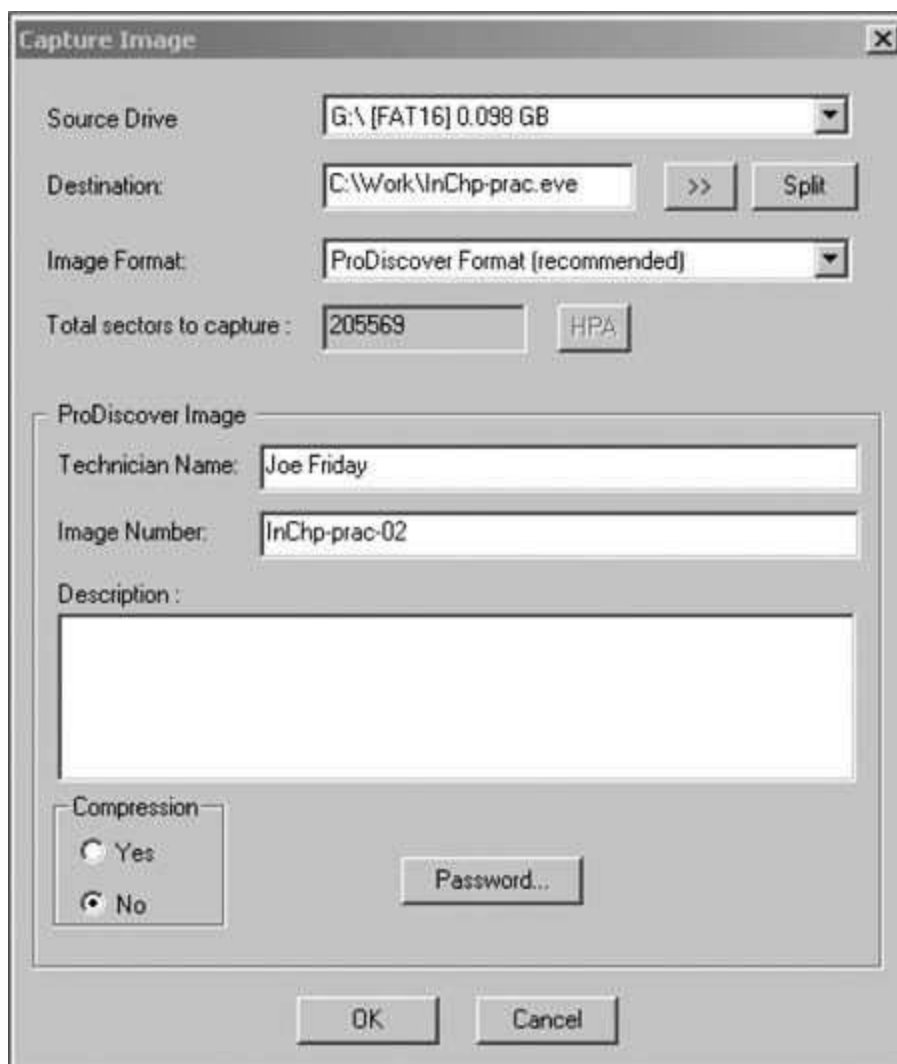 Capture Image
Source Drive G:\ [FAT16] 0.098 GB
Destination: C:\Work\InChp-prac.eve >> Split
Image Format: ProDiscover Format (recommended)
Total sectors to capture : 205569 HPA
ProDiscover Image
Technician Name: Joe Friday
Image Number: InChp-prac-02
Description :
Compression
Yes
No
Password...
OK Cancel